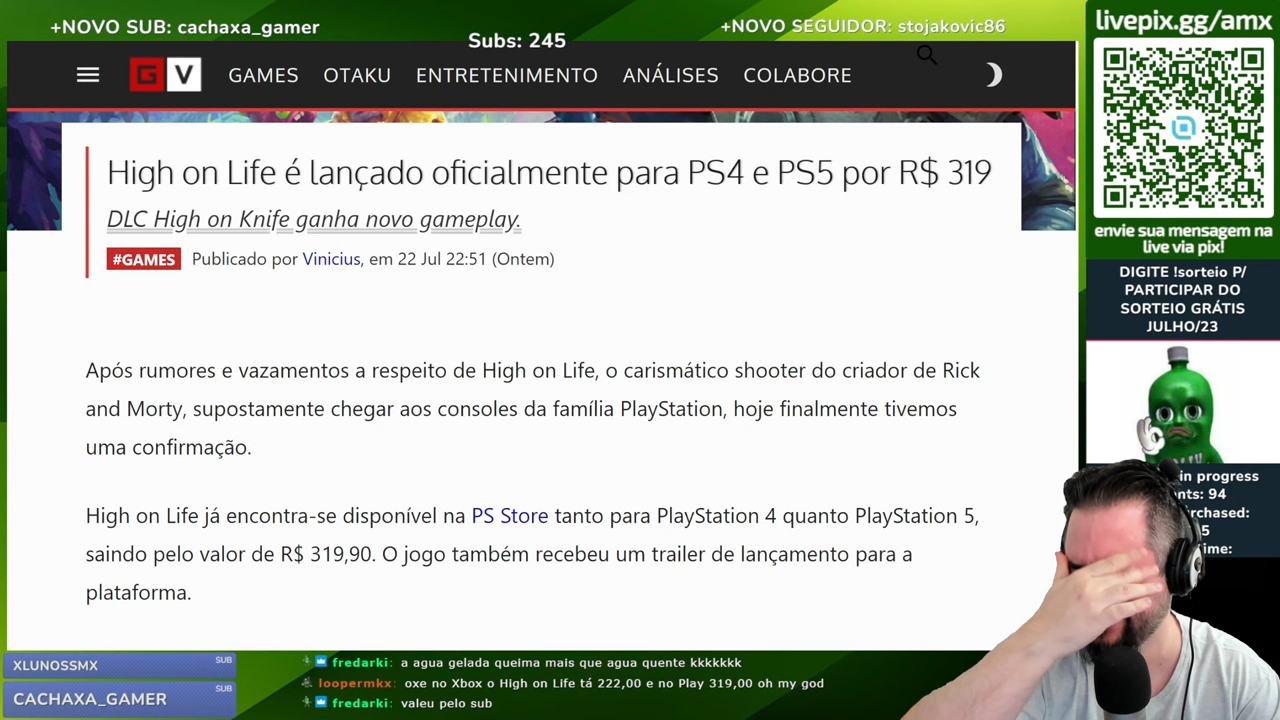 +NOVO SUB: cachaxa_gamer
Subs: 245
+NOVO SEGUIDOR: stojakovic86
livepix.gg/amx
GV
GAMES
OTAKU
ENTRETENIMENTO
ANÁLISES
COLABORE
High on Life é lançado oficialmente para PS4 e PS5 por R$ 319
DLC High on Knife ganha novo gameplay.
#GAMES Publicado por Vinicius, em 22 Jul 22:51 (Ontem)
Após rumores e vazamentos a respeito de High on Life, o carismático shooter do criador de Rick
and Morty, supostamente chegar aos consoles da família PlayStation, hoje finalmente tivemos
uma confirmação.
High on Life já encontra-se disponível na PS Store tanto para PlayStation 4 quanto PlayStation 5,
saindo pelo valor de R$ 319,90. O jogo também recebeu um trailer de lançamento para a
plataforma.
envie sua mensagem na
live via pix!
DIGITE !sorteio P/
PARTICIPAR DO
SORTEIO GRÁTIS
JULHO/23
in progress
nts: 94
rchased:
5
ime:
XLUNOSSMX SUB
CACHAXA_GAMER SUB
fredarki: a agua gelada queima mais que agua quente kkkkkkk
loopermkx: oxe no Xbox o High on Life tá 222,00 e no Play 319,00 oh my god
fredarki: valeu pelo sub